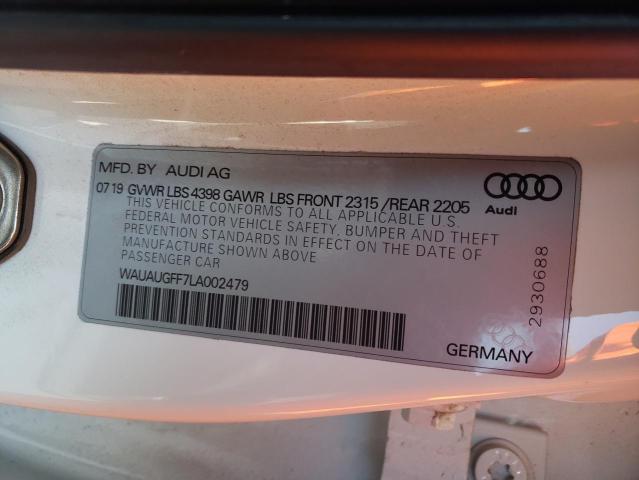 MFD. BY AUDI AG
07 19 GVWR LBS 4398 GAWR LBS FRONT 2315 /REAR 2205
THIS VEHICLE CONFORMS TO ALL APPLICABLE U.S.
FEDERAL MOTOR VEHICLE SAFETY, BUMPER AND THEFT
PREVENTION STANDARDS IN EFFECT ON THE DATE OF
MANUFACTURE SHOWN ABOVE
PASSENGER CAR
WAUAUGFF7LA002479
Audi
2930688
GERMANY